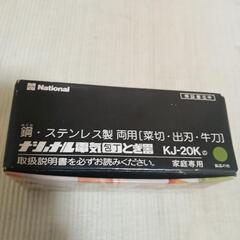 National
鋼・ステンレス製 両用[菜切・出刃・牛刀]
ナショナル電気包丁とぎ器 KJ-20K
取扱説明書を必ずお読みください。 家庭専用